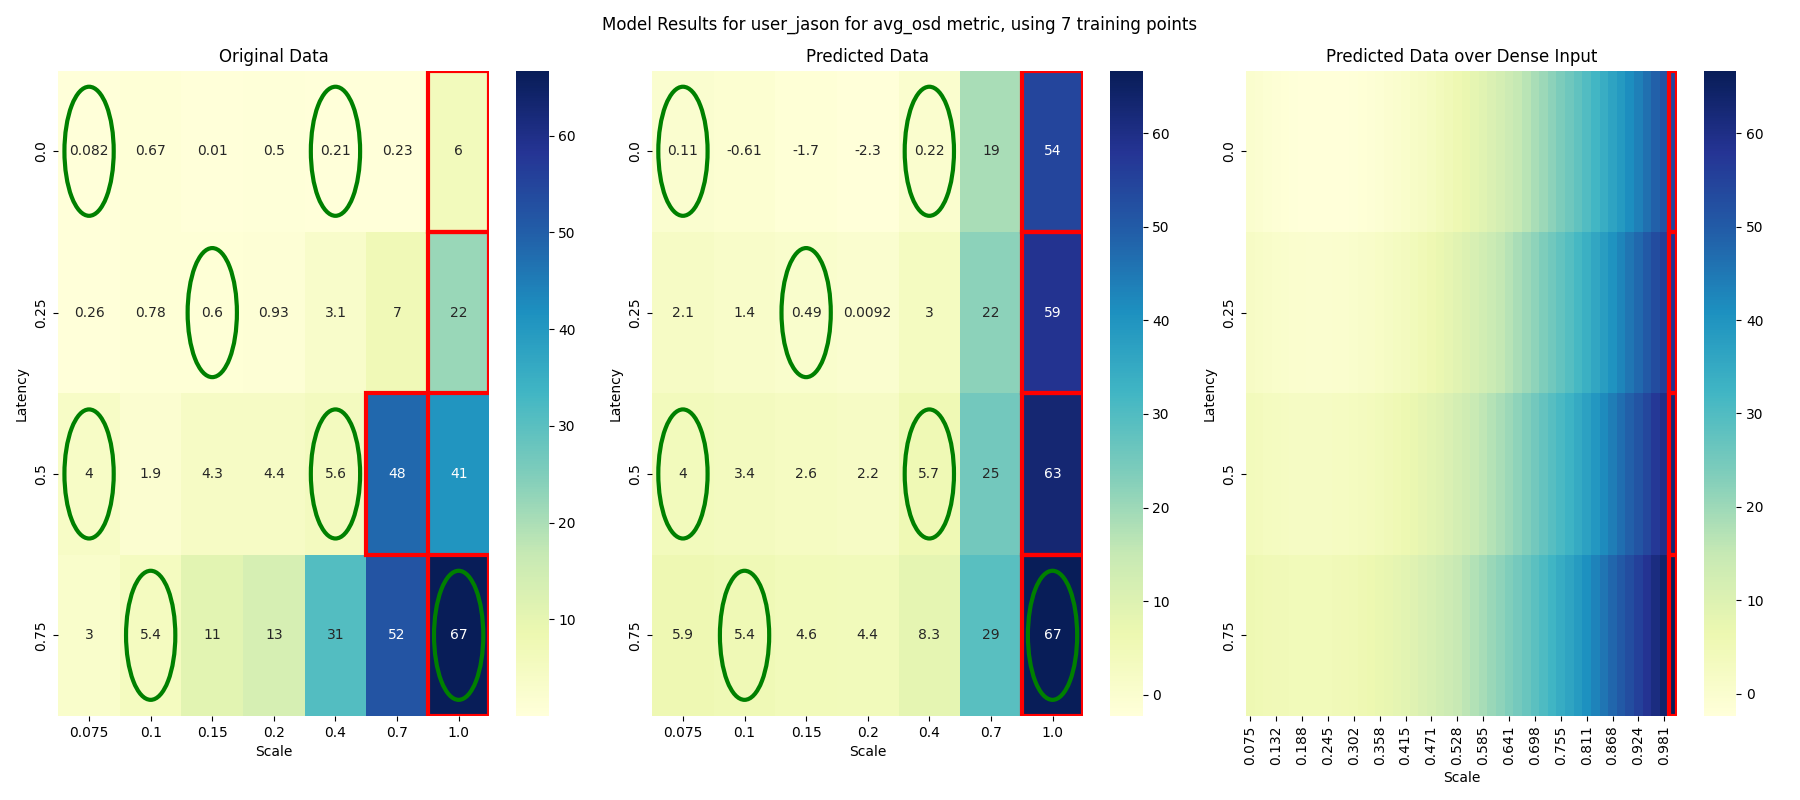 Model Results for user_jason for avg_osd metric, using 7 training points
Original Data
0.082 0.67 0.01 0.5 0.21 0.23 6
0.26 0.78 0.6 0.93 3.1 7 22
4 1.9 4.3 4.4 5.6 48 41
3 5.4 11 13 31 52 67
0.0
0.25
0.5
0.75
Latency
0.075 0.1 0.15 0.2 0.4 0.7 1.0
Scale
60
50
40
30
20
10
Predicted Data
0.11 -0.61 -1.7 -2.3 0.22 19 54
2.1 1.4 0.49 0.0092 3 22 59
4 3.4 2.6 2.2 5.7 25 63
5.9 5.4 4.6 4.4 8.3 29 67
0.0
0.25
0.5
0.75
Latency
0.075 0.1 0.15 0.2 0.4 0.7 1.0
Scale
60
50
40
30
20
10
0
Predicted Data over Dense Input
0.0
0.25
0.5
0.75
Latency
0.075 0.132 0.188 0.245 0.302 0.358 0.415 0.471 0.528 0.585 0.641 0.698 0.755 0.811 0.868 0.924 0.981
Scale
60
50
40
30
20
10
0